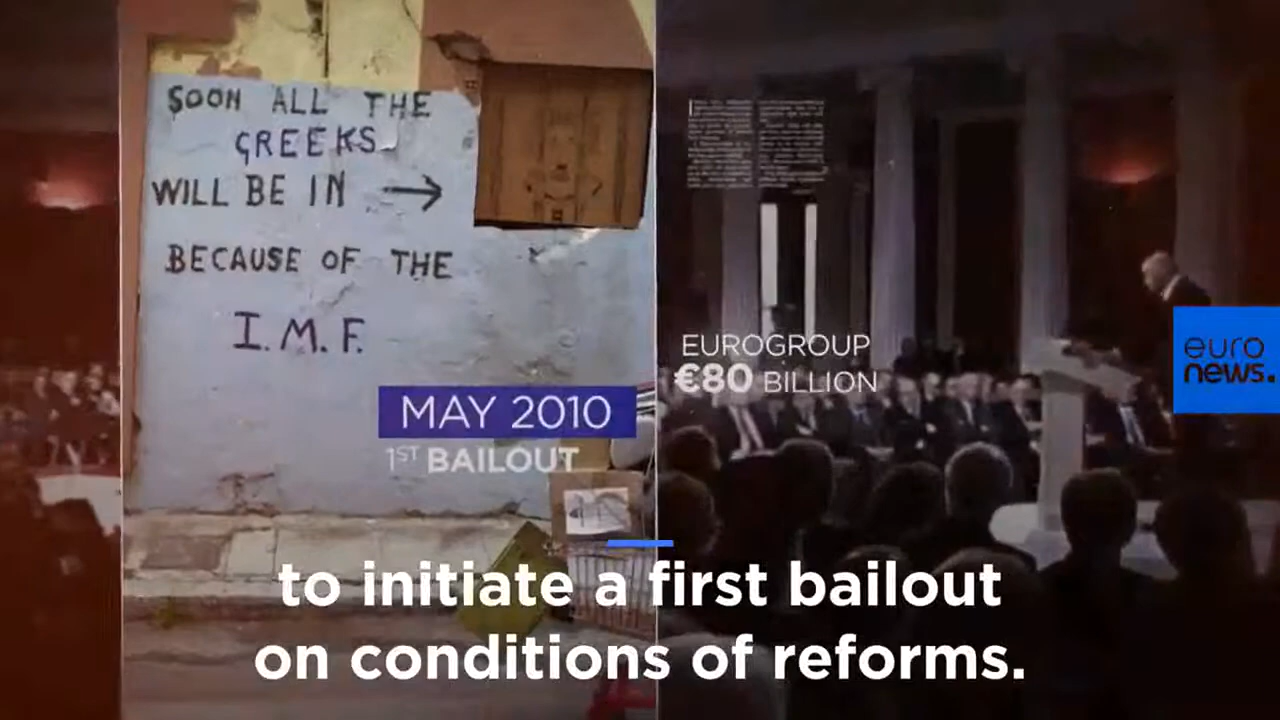 SOON ALL THE
GREEKS
WILL BE IN →
BECAUSE OF THE
I.M.F.
MAY 2010
1ST BAILOUT
EUROGROUP
€80 BILLION
euro
news.
to initiate a first bailout
on conditions of reforms.